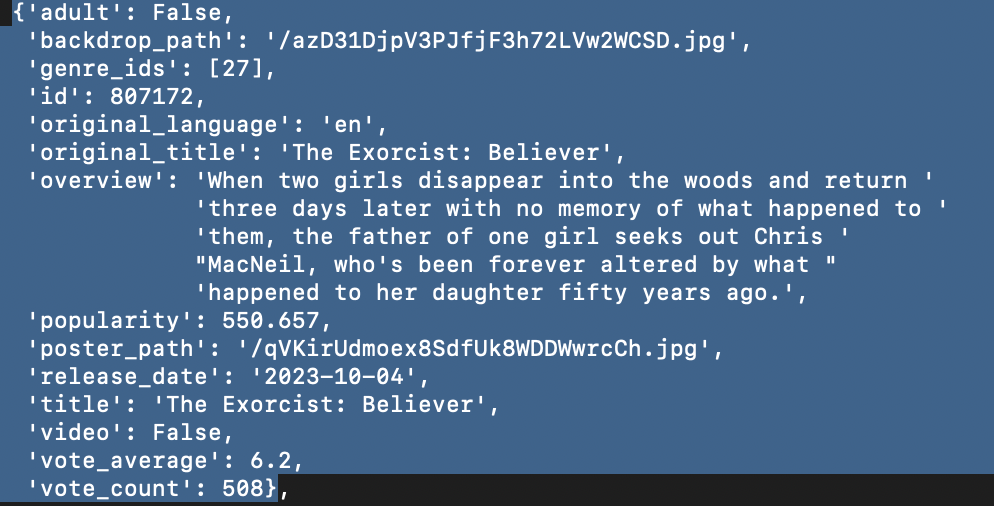 {'adult': False,
 'backdrop_path': '/azD31DjpV3PJfjF3h72LVw2WCSD.jpg',
 'genre_ids': [27],
 'id': 807172,
 'original_language': 'en',
 'original_title': 'The Exorcist: Believer',
 'overview': 'When two girls disappear into the woods and return '
             'three days later with no memory of what happened to '
             'them, the father of one girl seeks out Chris '
             "MacNeil, who's been forever altered by what "
             'happened to her daughter fifty years ago.',
 'popularity': 550.657,
 'poster_path': '/qVKirUdmoex8SdfUk8WDDWwrcCh.jpg',
 'release_date': '2023-10-04',
 'title': 'The Exorcist: Believer',
 'video': False,
 'vote_average': 6.2,
 'vote_count': 508},